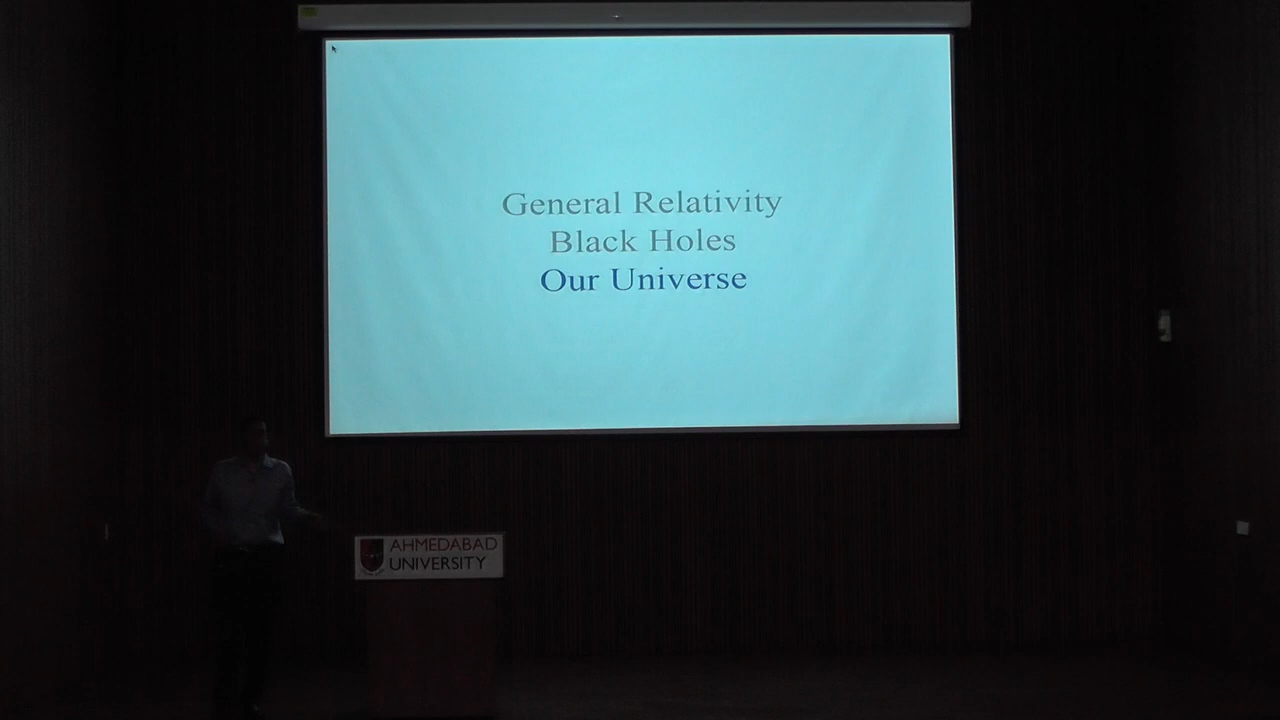 General Relativity
Black Holes
Our Universe
AHMEDABAD
UNIVERSITY